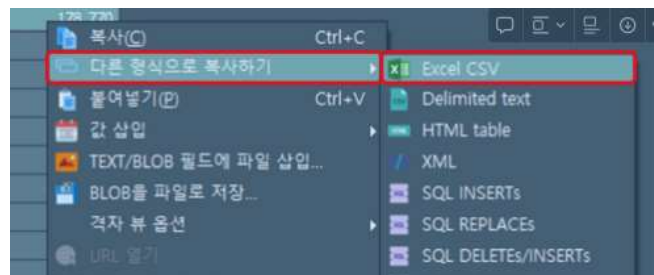 178,770
복사(C) Ctrl+C
다른 형식으로 복사하기
붙여넣기(P) Ctrl+V
값 삽입
TEXT/BLOB 필드에 파일 삽입...
BLOB을 파일로 저장...
격자 뷰 옵션
URL 열기
Excel CSV
Delimited text
HTML table
XML
SQL INSERTs
SQL REPLACEs
SQL DELETEs/INSERTs